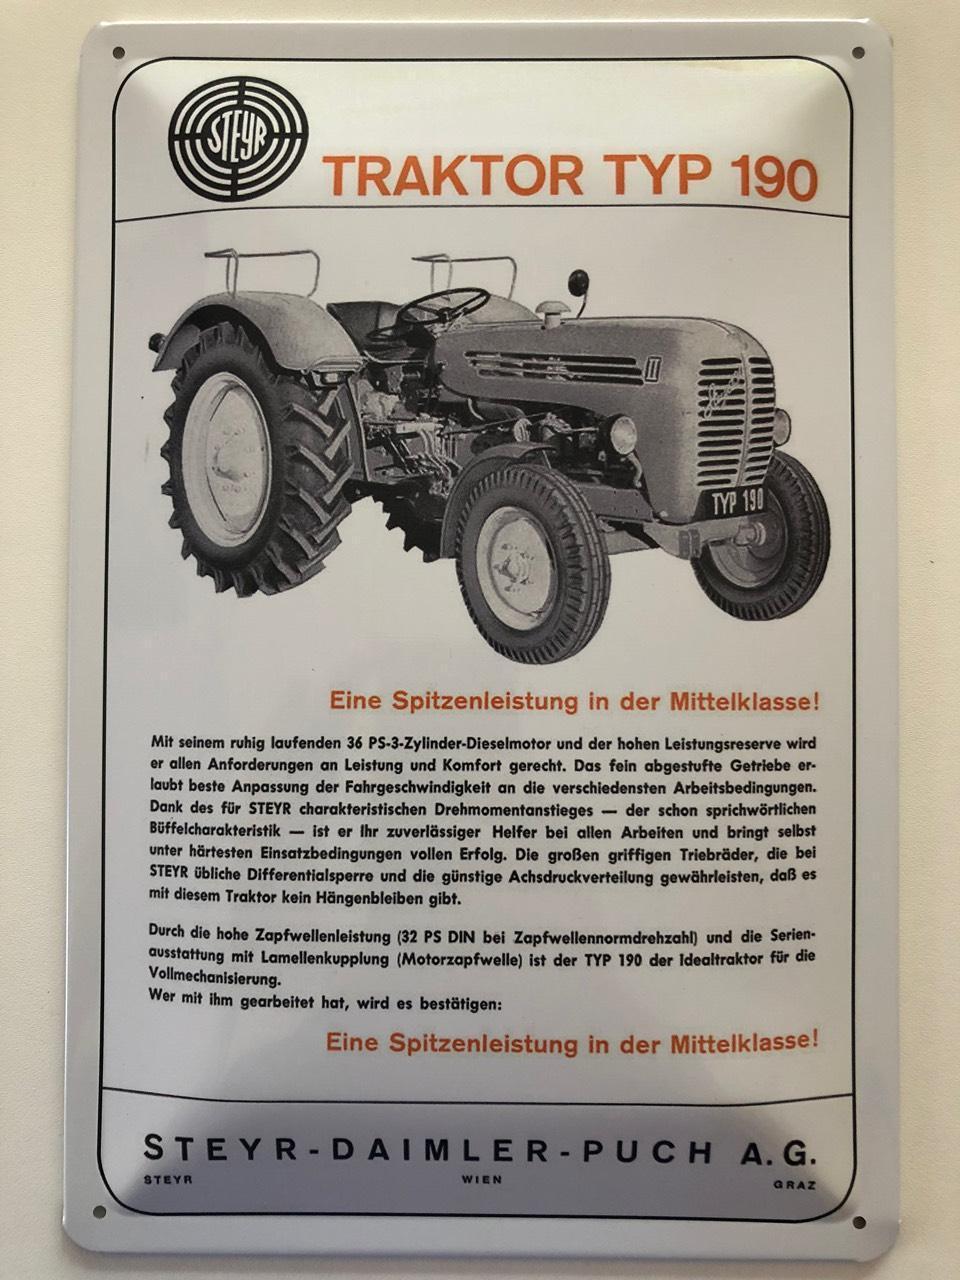 STEYR
TRAKTOR TYP 190
TYP 190
Eine Spitzenleistung in der Mittelklasse!
Mit seinem ruhig laufenden 36 PS-3-Zylinder-Dieselmotor und der hohen Leistungsreserve wird
er allen Anforderungen an Leistung und Komfort gerecht. Das fein abgestufte Getriebe er-
laubt beste Anpassung der Fahrgeschwindigkeit an die verschiedensten Arbeitsbedingungen.
Dank des für STEYR charakteristischen Drehmomentanstieges — der schon sprichwörtlichen
Büffelcharakteristik — ist er Ihr zuverlässiger Helfer bei allen Arbeiten und bringt selbst
unter härtesten Einsatzbedingungen vollen Erfolg. Die großen griffigen Triebräder, die bei
STEYR übliche Differentialsperre und die günstige Achsdruckverteilung gewährleisten, daß es
mit diesem Traktor kein Hängenbleiben gibt.
Durch die hohe Zapfwellenleistung (32 PS DIN bei Zapfwellennormdrehzahl) und die Serien-
ausstattung mit Lamellenkupplung (Motorzapfwelle) ist der TYP 190 der Idealtraktor für die
Vollmechanisierung.
Wer mit ihm gearbeitet hat, wird es bestätigen:
Eine Spitzenleistung in der Mittelklasse!
STEYR-DAIMLER-PUCH A.G.
STEYR WIEN GRAZ